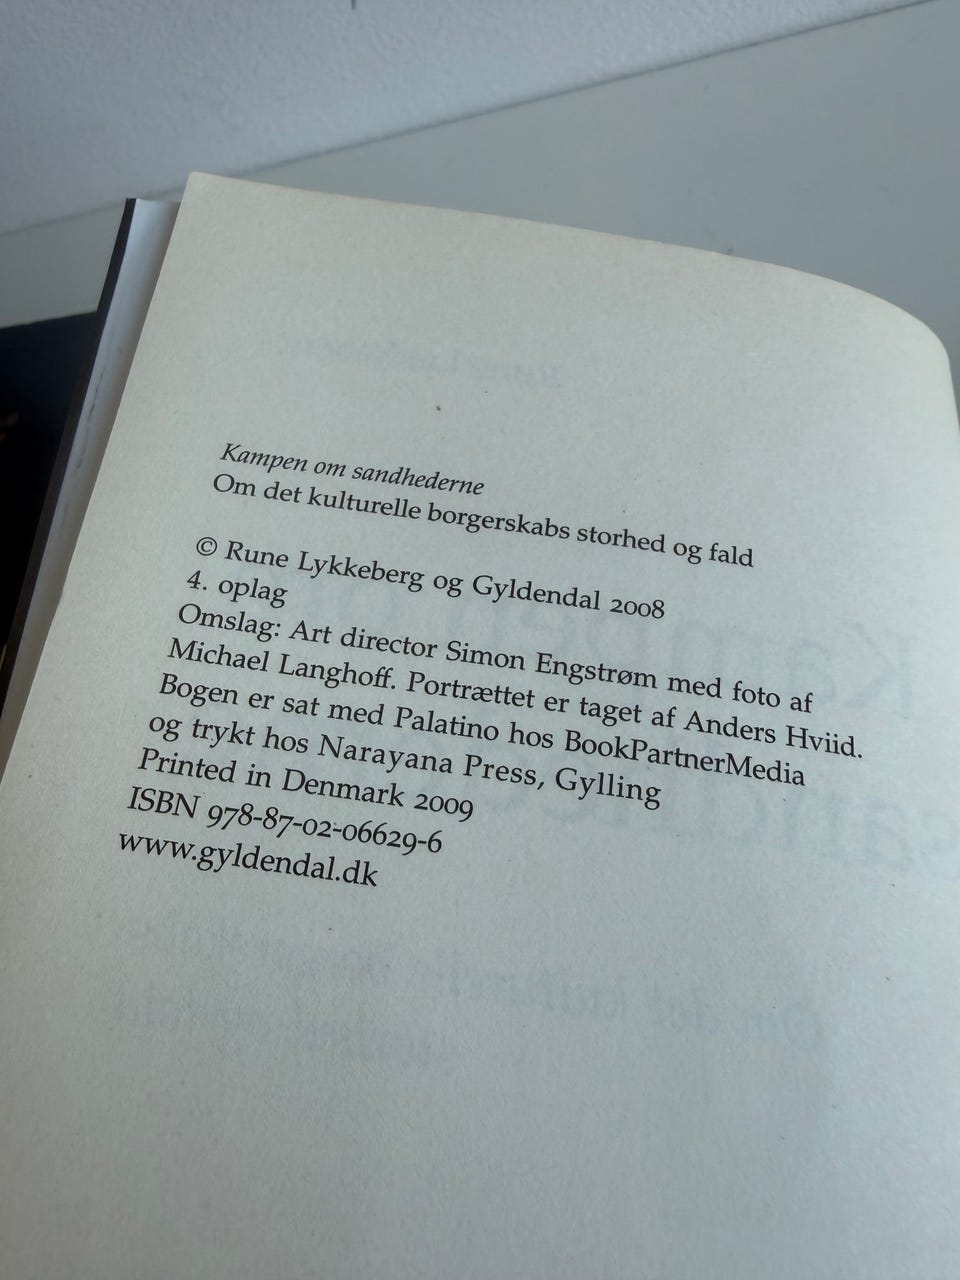 Kampen om sandhederne
Om det kulturelle borgerskabs storhed og fald
© Rune Lykkeberg og Gyldendal 2008
4. oplag
Omslag: Art director Simon Engstrøm med foto af
Michael Langhoff. Portrættet er taget af Anders Hviid.
Bogen er sat med Palatino hos BookPartnerMedia
og trykt hos Narayana Press, Gylling
Printed in Denmark 2009
ISBN 978-87-02-06629-6
www.gyldendal.dk